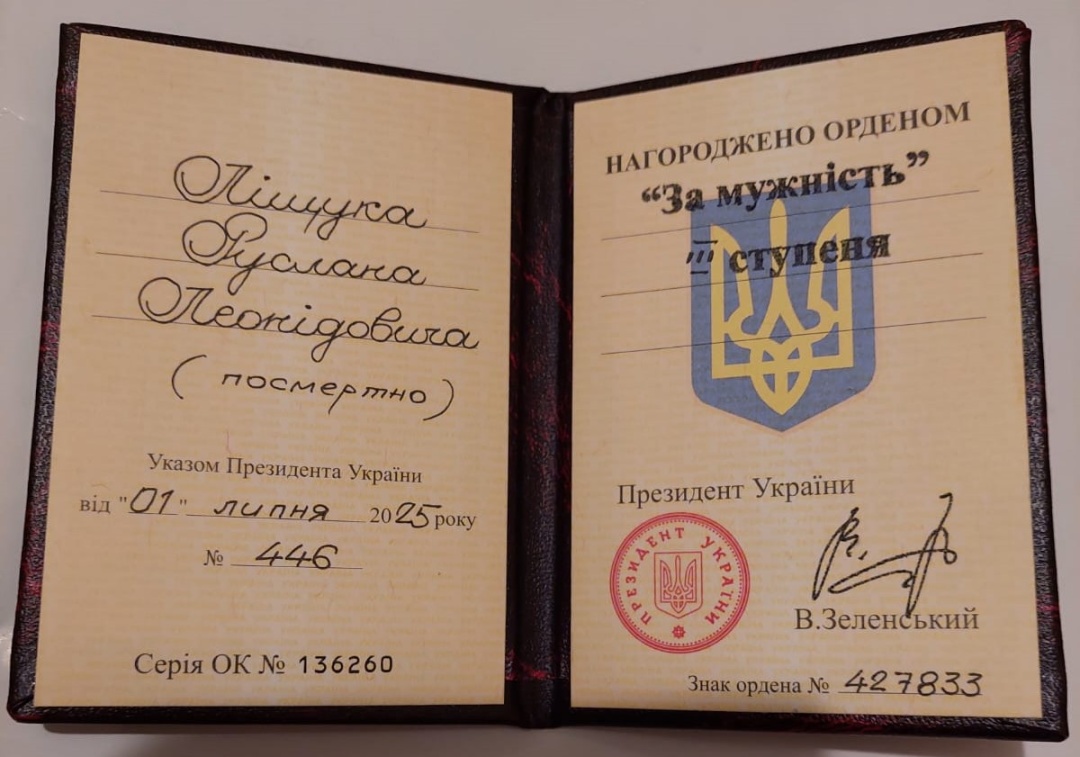 Ліщука
Руслана
Леонідовича
(посмертно)
Указом Президента України
від "01" липня 2025 року
№ 446
Серія ОК № 136260
НАГОРОДЖЕНО ОРДЕНОМ
“За мужність”
III ступеня
Президент України
ПРЕЗИДЕНТ УКРАЇНИ
В.Зеленський
Знак ордена № 427833